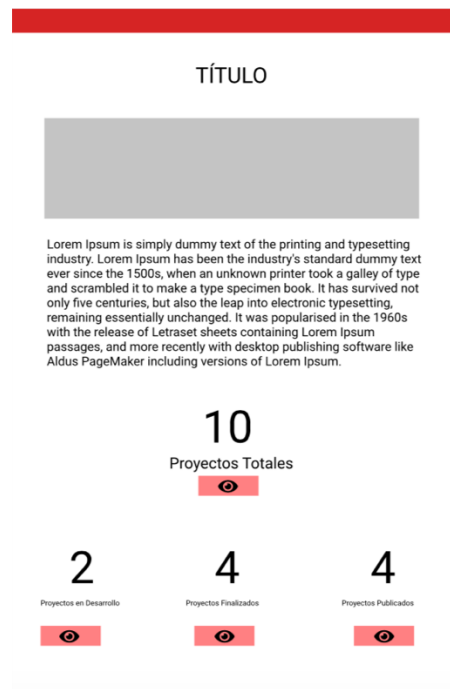 TÍTULO
Lorem Ipsum is simply dummy text of the printing and typesetting
industry. Lorem Ipsum has been the industry's standard dummy text
ever since the 1500s, when an unknown printer took a galley of type
and scrambled it to make a type specimen book. It has survived not
only five centuries, but also the leap into electronic typesetting,
remaining essentially unchanged. It was popularised in the 1960s
with the release of Letraset sheets containing Lorem Ipsum
passages, and more recently with desktop publishing software like
Aldus PageMaker including versions of Lorem Ipsum.
10
Proyectos Totales
2 4 4
Proyectos en Desarrollo Proyectos Finalizados Proyectos Publicados